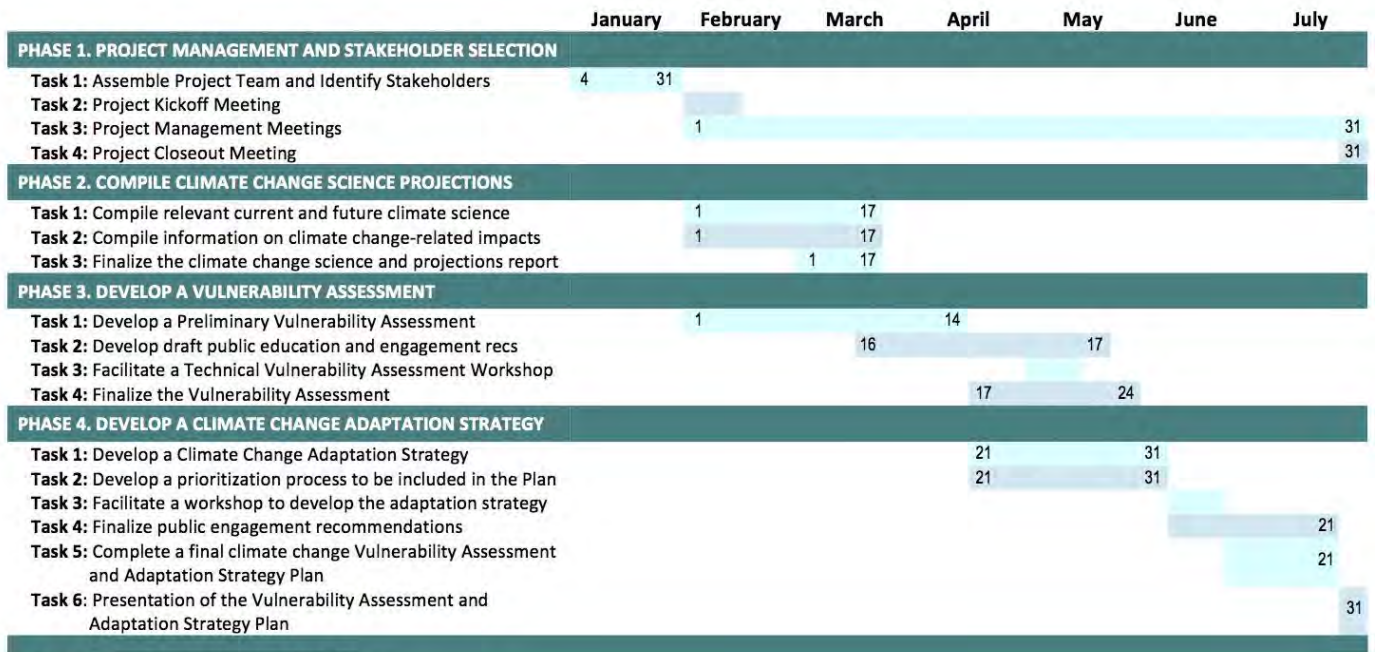 January February March April May June July
PHASE 1. PROJECT MANAGEMENT AND STAKEHOLDER SELECTION
Task 1: Assemble Project Team and Identify Stakeholders 4 31
Task 2: Project Kickoff Meeting
Task 3: Project Management Meetings 1 31
Task 4: Project Closeout Meeting 31
PHASE 2. COMPILE CLIMATE CHANGE SCIENCE PROJECTIONS
Task 1: Compile relevant current and future climate science 1 17
Task 2: Compile information on climate change-related impacts 1 17
Task 3: Finalize the climate change science and projections report 1 17
PHASE 3. DEVELOP A VULNERABILITY ASSESSMENT
Task 1: Develop a Preliminary Vulnerability Assessment 1 14
Task 2: Develop draft public education and engagement recs 16 17
Task 3: Facilitate a Technical Vulnerability Assessment Workshop
Task 4: Finalize the Vulnerability Assessment 17 24
PHASE 4. DEVELOP A CLIMATE CHANGE ADAPTATION STRATEGY
Task 1: Develop a Climate Change Adaptation Strategy 21 31
Task 2: Develop a prioritization process to be included in the Plan 21 31
Task 3: Facilitate a workshop to develop the adaptation strategy
Task 4: Finalize public engagement recommendations 21
Task 5: Complete a final climate change Vulnerability Assessment 21
and Adaptation Strategy Plan
Task 6: Presentation of the Vulnerability Assessment and 31
Adaptation Strategy Plan